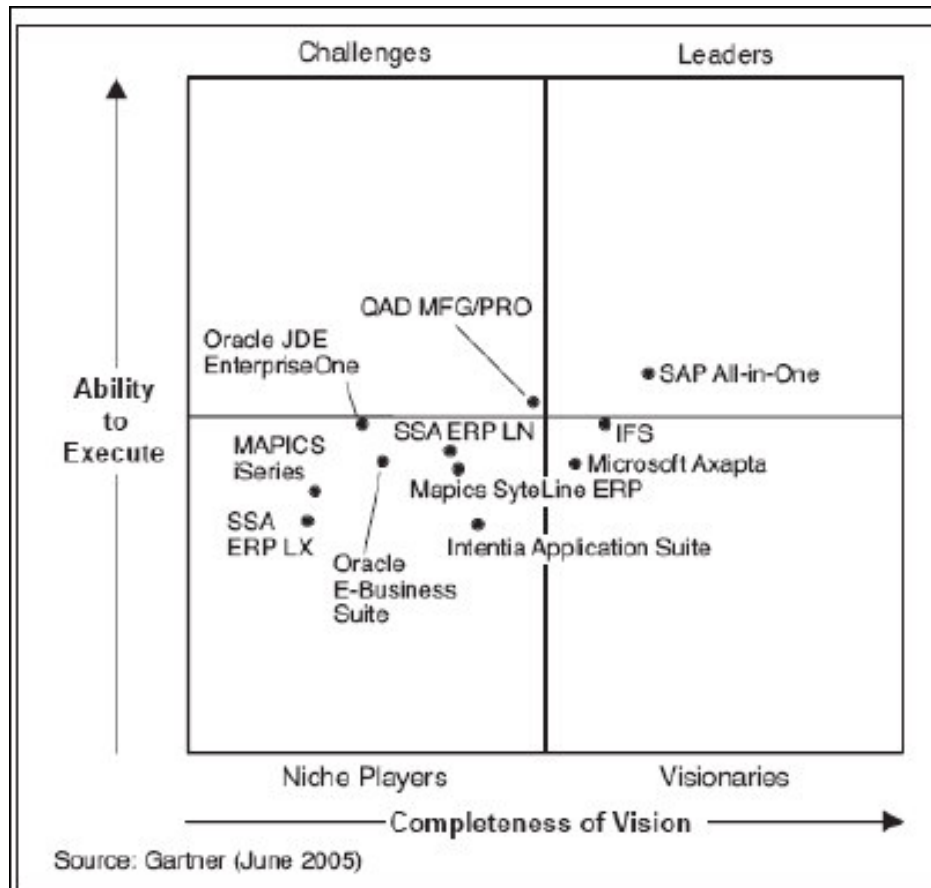 Challenges
Leaders
QAD MFG/PRO
Oracle JDE
EnterpriseOne
SAP All-in-One
Ability
to
Execute
SSA ERP LN
IFS
MAPICS
iSeries
Microsoft Axapta
Mapics SyteLine ERP
SSA
ERP LX
Intentia Application Suite
Oracle
E-Business
Suite
Niche Players
Visionaries
Completeness of Vision
Source: Gartner (June 2005)